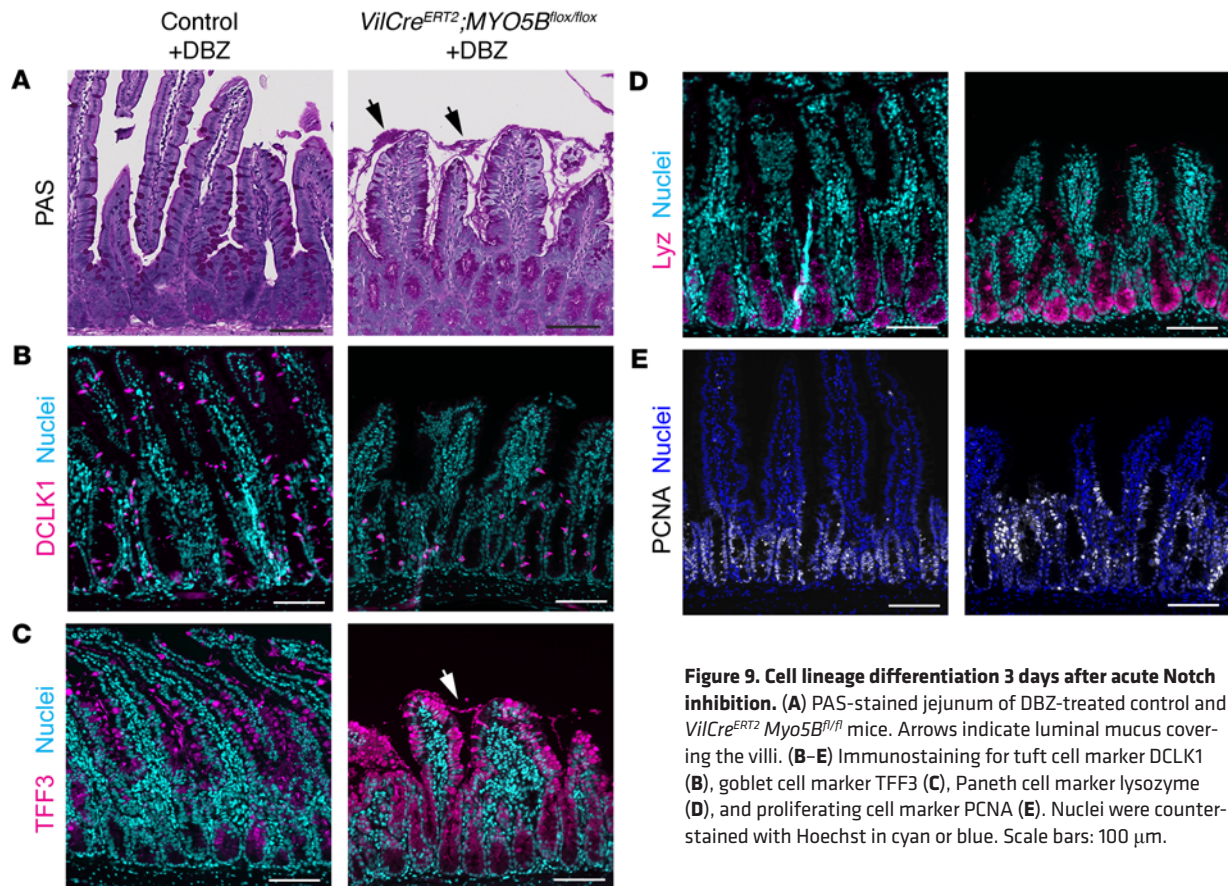 Control
+DBZ
VilCreERT2;MYO5Bflox/flox
+DBZ
A
PAS
B
DCLK1 Nuclei
C
TFF3 Nuclei
D
Lyz Nuclei
E
PCNA Nuclei
Figure 9. Cell lineage differentiation 3 days after acute Notch
inhibition. (A) PAS-stained jejunum of DBZ-treated control and
VilCreERT2 Myo5Bfl/fl mice. Arrows indicate luminal mucus cover-
ing the villi. (B–E) Immunostaining for tuft cell marker DCLK1
(B), goblet cell marker TFF3 (C), Paneth cell marker lysozyme
(D), and proliferating cell marker PCNA (E). Nuclei were counter-
stained with Hoechst in cyan or blue. Scale bars: 100 μm.